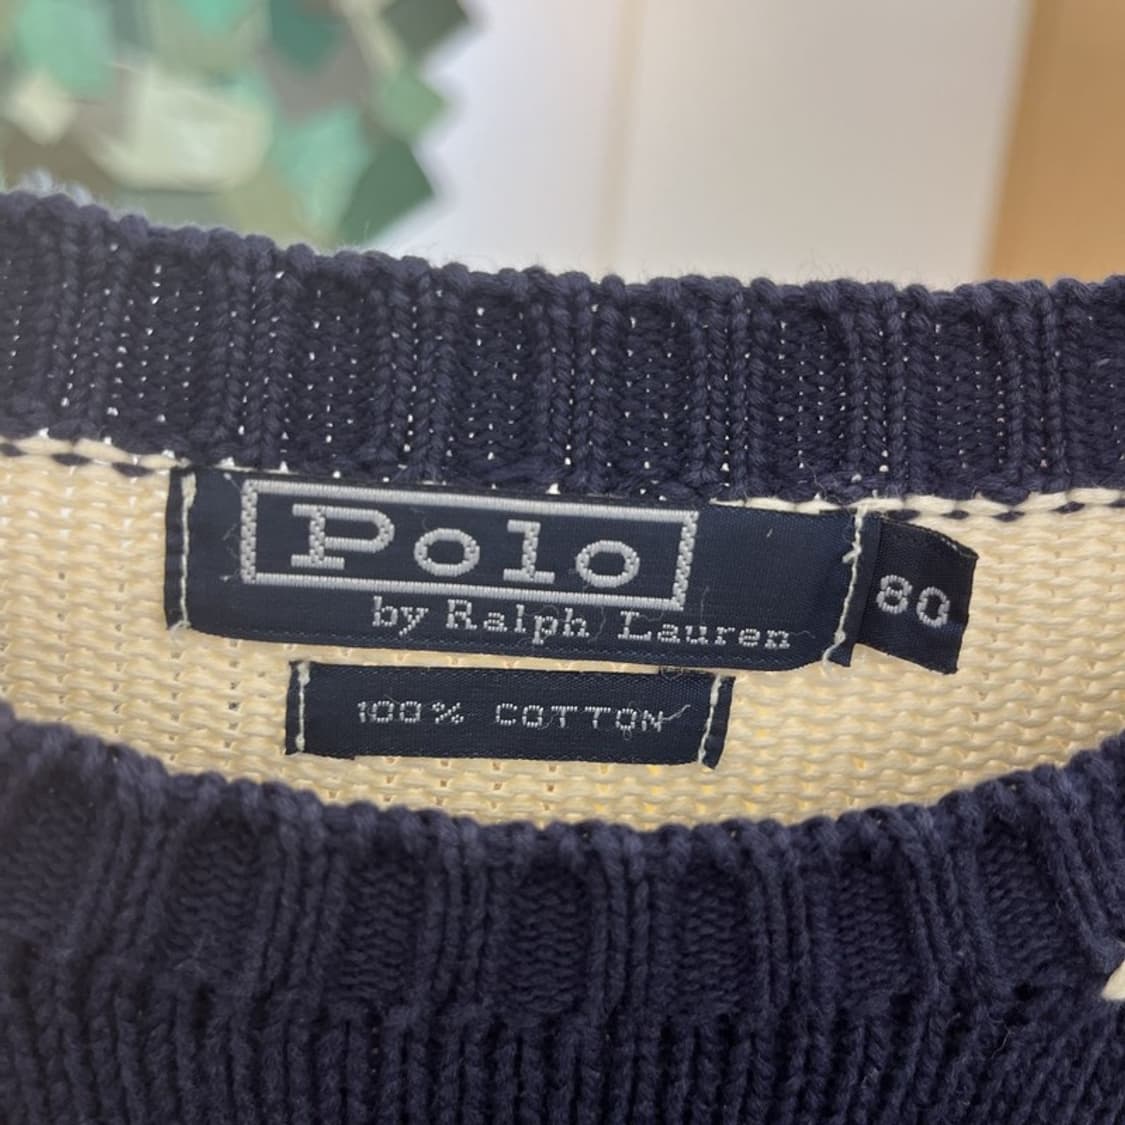 Polo
by Ralph Lauren
80
100% COTTON